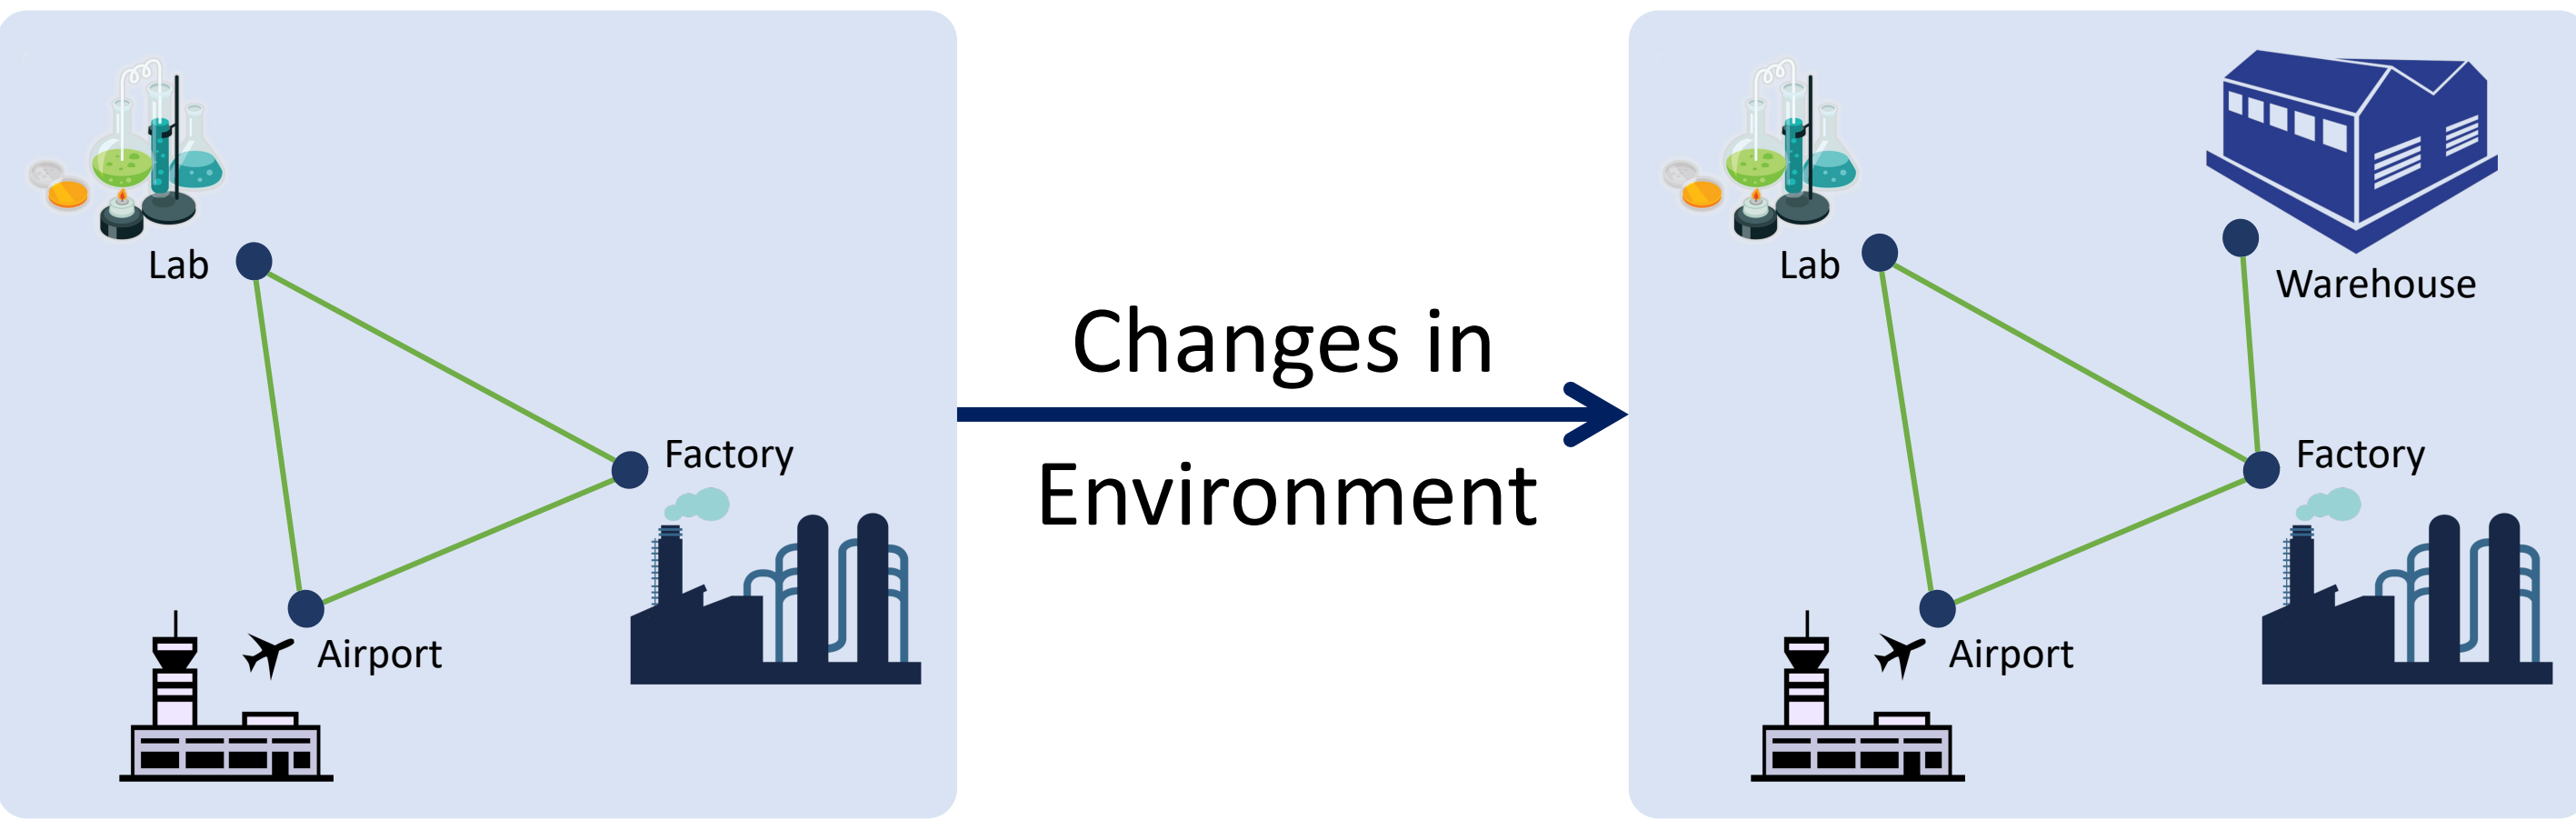 Lab
Factory
Airport
Changes in
Environment
Lab
Warehouse
Factory
Airport